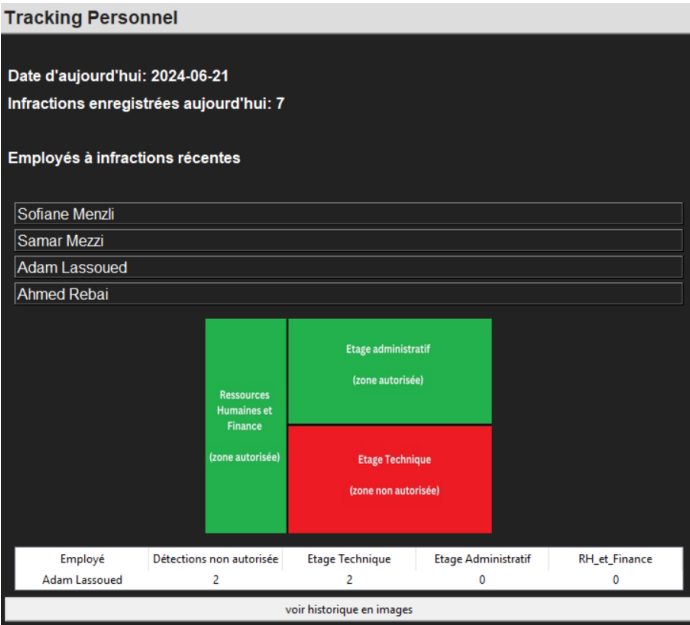 Tracking Personnel
Date d'aujourd'hui: 2024-06-21
Infractions enregistrées aujourd'hui: 7
Employés à infractions récentes
Sofiane Menzli
Samar Mezzi
Adam Lassoued
Ahmed Rebai
Ressources
Humaines et
Finance
(zone autorisée)
Etage administratif
(zone autorisée)
Etage Technique
(zone non autorisée)
Employé Détections non autorisée Etage Technique Etage Administratif RH_et_Finance
Adam Lassoued 2 2 0 0
voir historique en images